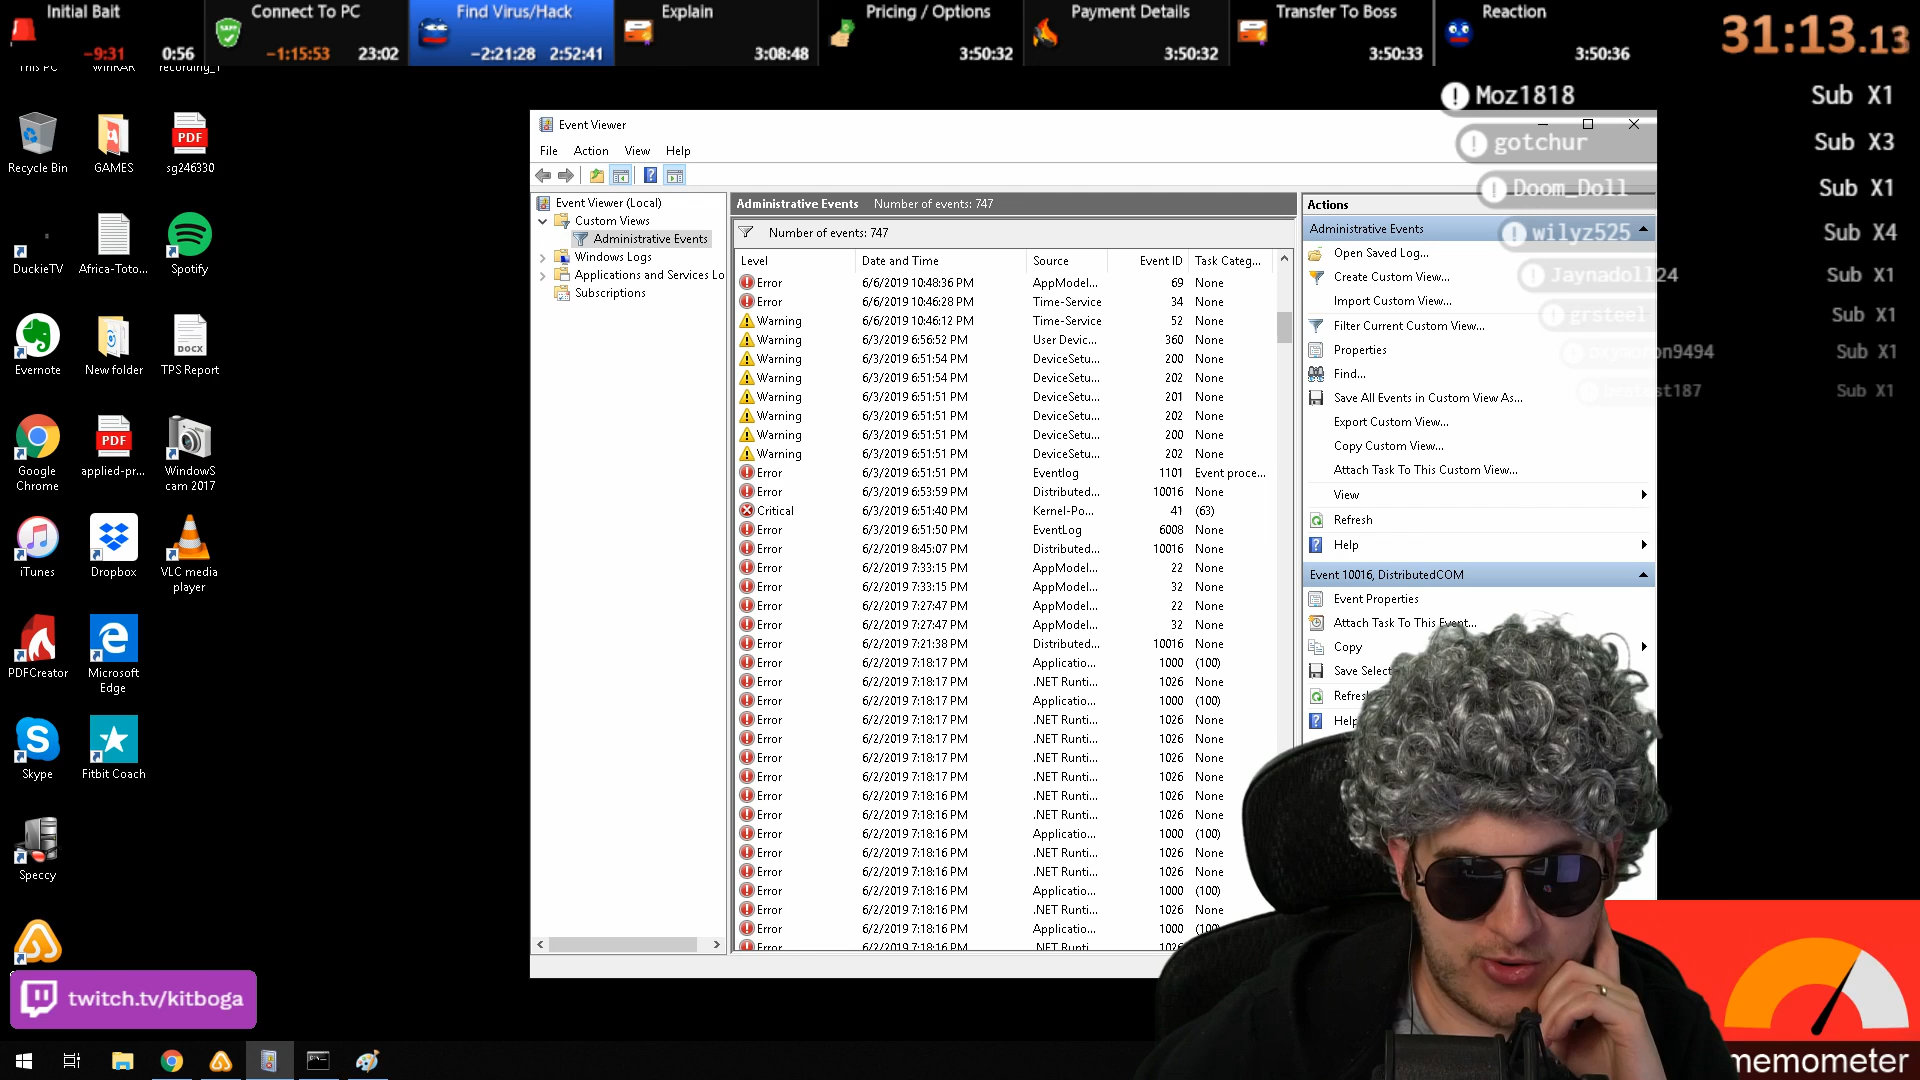 Initial Bait
-9:31 0:56
Connect To PC
-1:15:53 23:02
Find Virus/Hack
-2:21:28 2:52:41
Explain
3:08:48
Pricing / Options
3:50:32
Payment Details
3:50:32
Transfer To Boss
3:50:33
Reaction
3:50:36
31:13.13
This PC
WinRAR
recording_1
Recycle Bin
GAMES
PDF
sg246330
DuckieTV
Africa-Toto...
Spotify
Evernote
New folder
DOCX
TPS Report
Google Chrome
PDF
applied-pr...
WindowS cam 2017
iTunes
Dropbox
VLC media player
PDFCreator
Microsoft Edge
Skype
Fitbit Coach
Speccy
twitch.tv/kitboga
Moz1818 Sub X1
gotchur Sub X3
Doom_Doll Sub X1
wilyz525 Sub X4
Jaynadoll24 Sub X1
grsteel Sub X1
Sub X1
Sub X1
Event Viewer
File Action View Help
Event Viewer (Local)
Custom Views
Administrative Events
Windows Logs
Applications and Services Lo
Subscriptions
Administrative Events Number of events: 747
Number of events: 747
Level Date and Time Source Event ID Task Categ...
Error 6/6/2019 10:48:36 PM AppModel... 69 None
Error 6/6/2019 10:46:28 PM Time-Service 34 None
Warning 6/6/2019 10:46:12 PM Time-Service 52 None
Warning 6/3/2019 6:56:52 PM User Devic... 360 None
Warning 6/3/2019 6:51:54 PM DeviceSetu... 200 None
Warning 6/3/2019 6:51:54 PM DeviceSetu... 202 None
Warning 6/3/2019 6:51:51 PM DeviceSetu... 201 None
Warning 6/3/2019 6:51:51 PM DeviceSetu... 202 None
Warning 6/3/2019 6:51:51 PM DeviceSetu... 200 None
Warning 6/3/2019 6:51:51 PM DeviceSetu... 202 None
Error 6/3/2019 6:51:51 PM Eventlog 1101 Event proce...
Error 6/3/2019 6:53:59 PM Distributed... 10016 None
Critical 6/3/2019 6:51:40 PM Kernel-Po... 41 (63)
Error 6/3/2019 6:51:50 PM EventLog 6008 None
Error 6/2/2019 8:45:07 PM Distributed... 10016 None
Error 6/2/2019 7:33:15 PM AppModel... 22 None
Error 6/2/2019 7:33:15 PM AppModel... 32 None
Error 6/2/2019 7:27:47 PM AppModel... 22 None
Error 6/2/2019 7:27:47 PM AppModel... 32 None
Error 6/2/2019 7:21:38 PM Distributed... 10016 None
Error 6/2/2019 7:18:17 PM Applicatio... 1000 (100)
Error 6/2/2019 7:18:17 PM .NET Runti... 1026 None
Error 6/2/2019 7:18:17 PM Applicatio... 1000 (100)
Error 6/2/2019 7:18:17 PM .NET Runti... 1026 None
Error 6/2/2019 7:18:17 PM .NET Runti... 1026 None
Error 6/2/2019 7:18:17 PM .NET Runti... 1026 None
Error 6/2/2019 7:18:17 PM .NET Runti... 1026 None
Error 6/2/2019 7:18:16 PM .NET Runti... 1026 None
Error 6/2/2019 7:18:16 PM .NET Runti... 1026 None
Error 6/2/2019 7:18:16 PM Applicatio... 1000 (100)
Error 6/2/2019 7:18:16 PM .NET Runti... 1026 None
Error 6/2/2019 7:18:16 PM .NET Runti... 1026 None
Error 6/2/2019 7:18:16 PM Applicatio... 1000 (100)
Error 6/2/2019 7:18:16 PM .NET Runti... 1026 None
Error 6/2/2019 7:18:16 PM Applicatio... 1000 (100)
Error 6/2/2019 7:18:16 PM .NET Runti... 1026
Actions
Administrative Events
Open Saved Log...
Create Custom View...
Import Custom View...
Filter Current Custom View...
Properties
Find...
Save All Events in Custom View As...
Export Custom View...
Copy Custom View...
Attach Task To This Custom View...
View
Refresh
Help
Event 10016, DistributedCOM
Event Properties
Attach Task To This Event...
Copy
Save Select
Refresh
Help
memometer